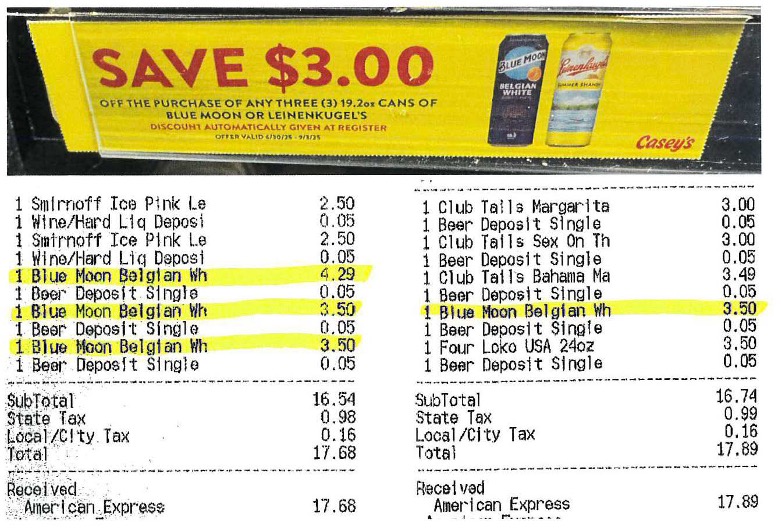 SAVE $3.00
OFF THE PURCHASE OF ANY THREE (3) 19.2oz CANS OF
BLUE MOON OR LEINENKUGEL'S
DISCOUNT AUTOMATICALLY GIVEN AT REGISTER
OFFER VALID 6/30/25 - 9/3/25
BLUE MOON
BELGIAN
WHITE
Leinenkugel's
SUMMER SHANDY
Casey's
1 Smirnoff Ice Pink Le 2.50
1 Wine/Hard Liq Deposi 0.05
1 Smirnoff Ice Pink Le 2.50
1 Wine/Hard Liq Deposi 0.05
1 Blue Moon Belgian Wh 4.29
1 Beer Deposit Single 0.05
1 Blue Moon Belgian Wh 3.50
1 Beer Deposit Single 0.05
1 Blue Moon Belgian Wh 3.50
1 Beer Deposit Single 0.05
SubTotal 16.54
State Tax 0.98
Local/City Tax 0.16
Total 17.68
Received
American Express 17.68
1 Club Tails Margarita 3.00
1 Beer Deposit Single 0.05
1 Club Tails Sex On Th 3.00
1 Beer Deposit Single 0.05
1 Club Tails Bahama Ma 3.49
1 Beer Deposit Single 0.05
1 Blue Moon Belgian Wh 3.50
1 Beer Deposit Single 0.05
1 Four Loko USA 24oz 3.50
1 Beer Deposit Single 0.05
SubTotal 16.74
State Tax 0.99
Local/City Tax 0.16
Total 17.89
Received
American Express 17.89